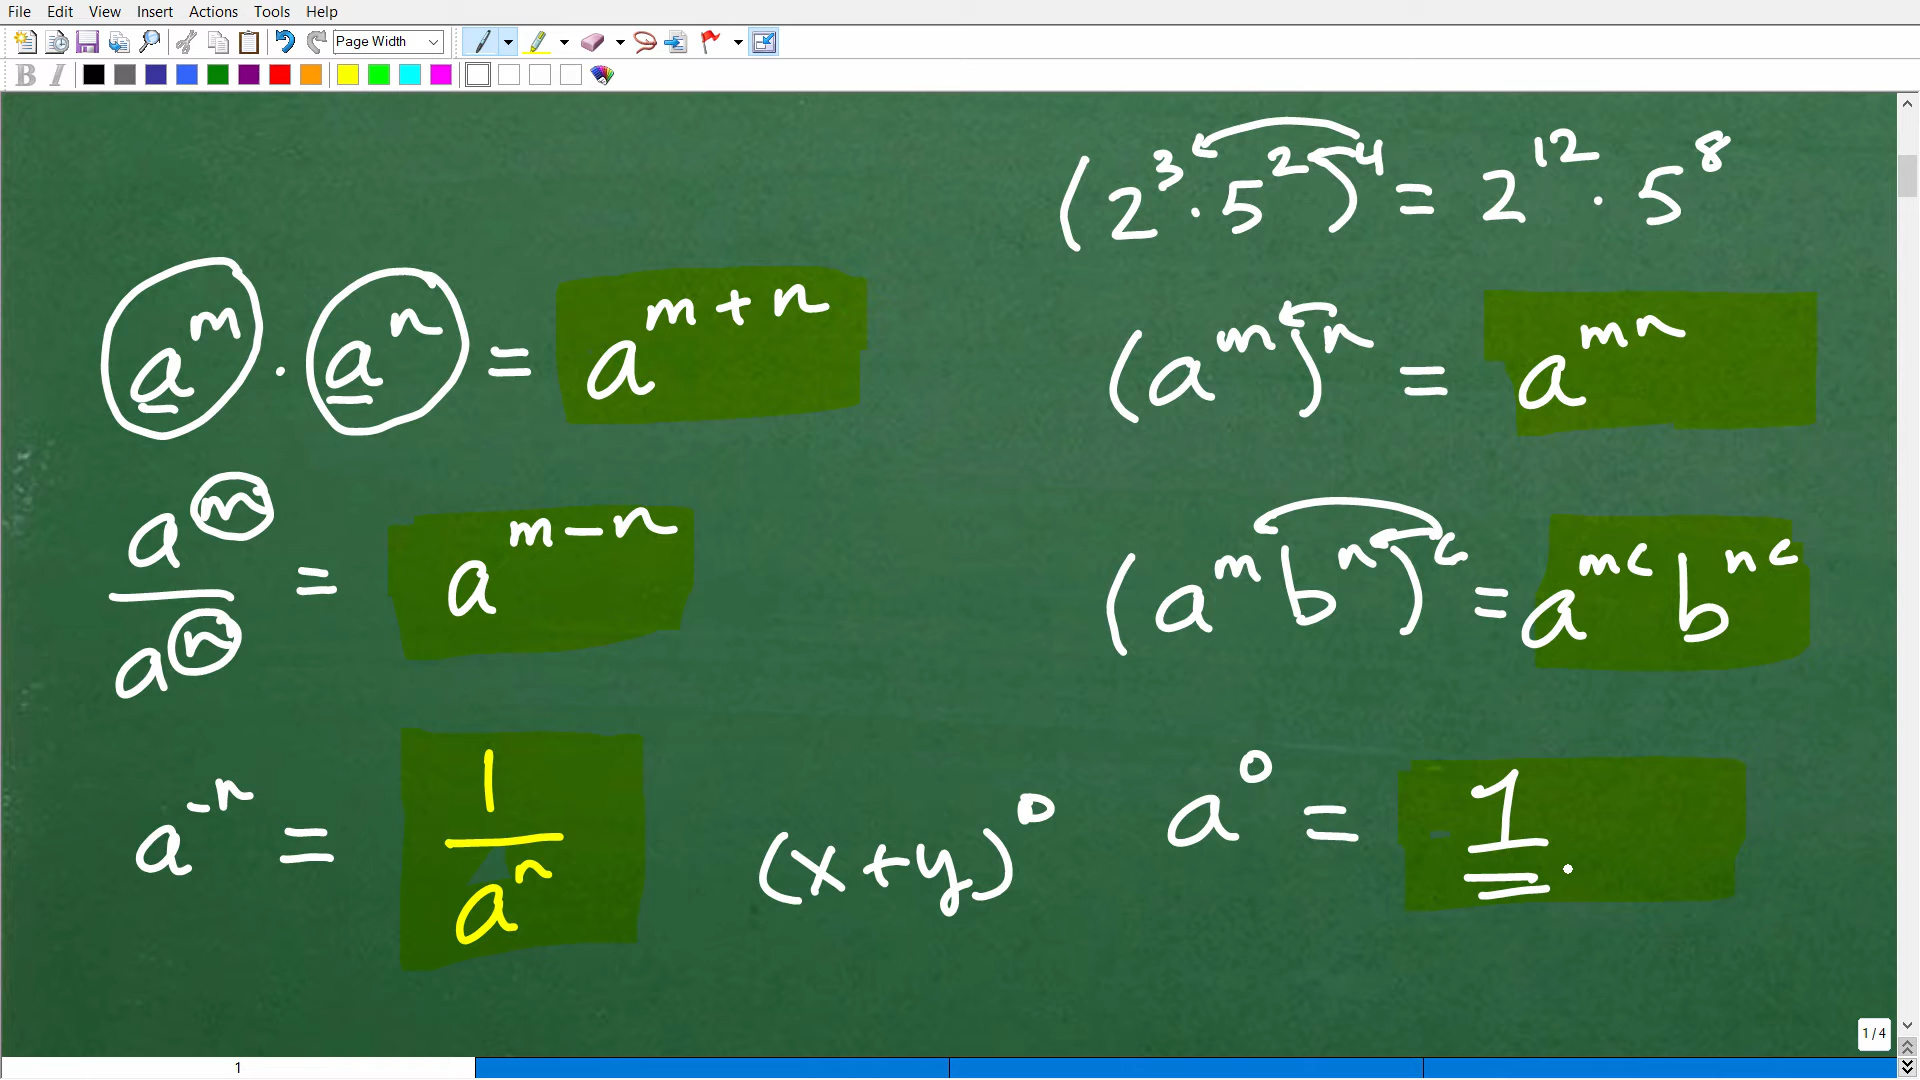 File Edit View Insert Actions Tools Help
Page Width
B I
(2³·5²)⁴ = 2¹² · 5⁸
aᵐ · aⁿ = aᵐ⁺ⁿ
(aᵐ)ⁿ = aᵐⁿ
aᵐ/aⁿ = aᵐ⁻ⁿ
(aᵐbⁿ)ᶜ = aᵐᶜbⁿᶜ
a⁻ⁿ = 1/aⁿ
(x+y)⁰
a⁰ = 1
1 / 4
1